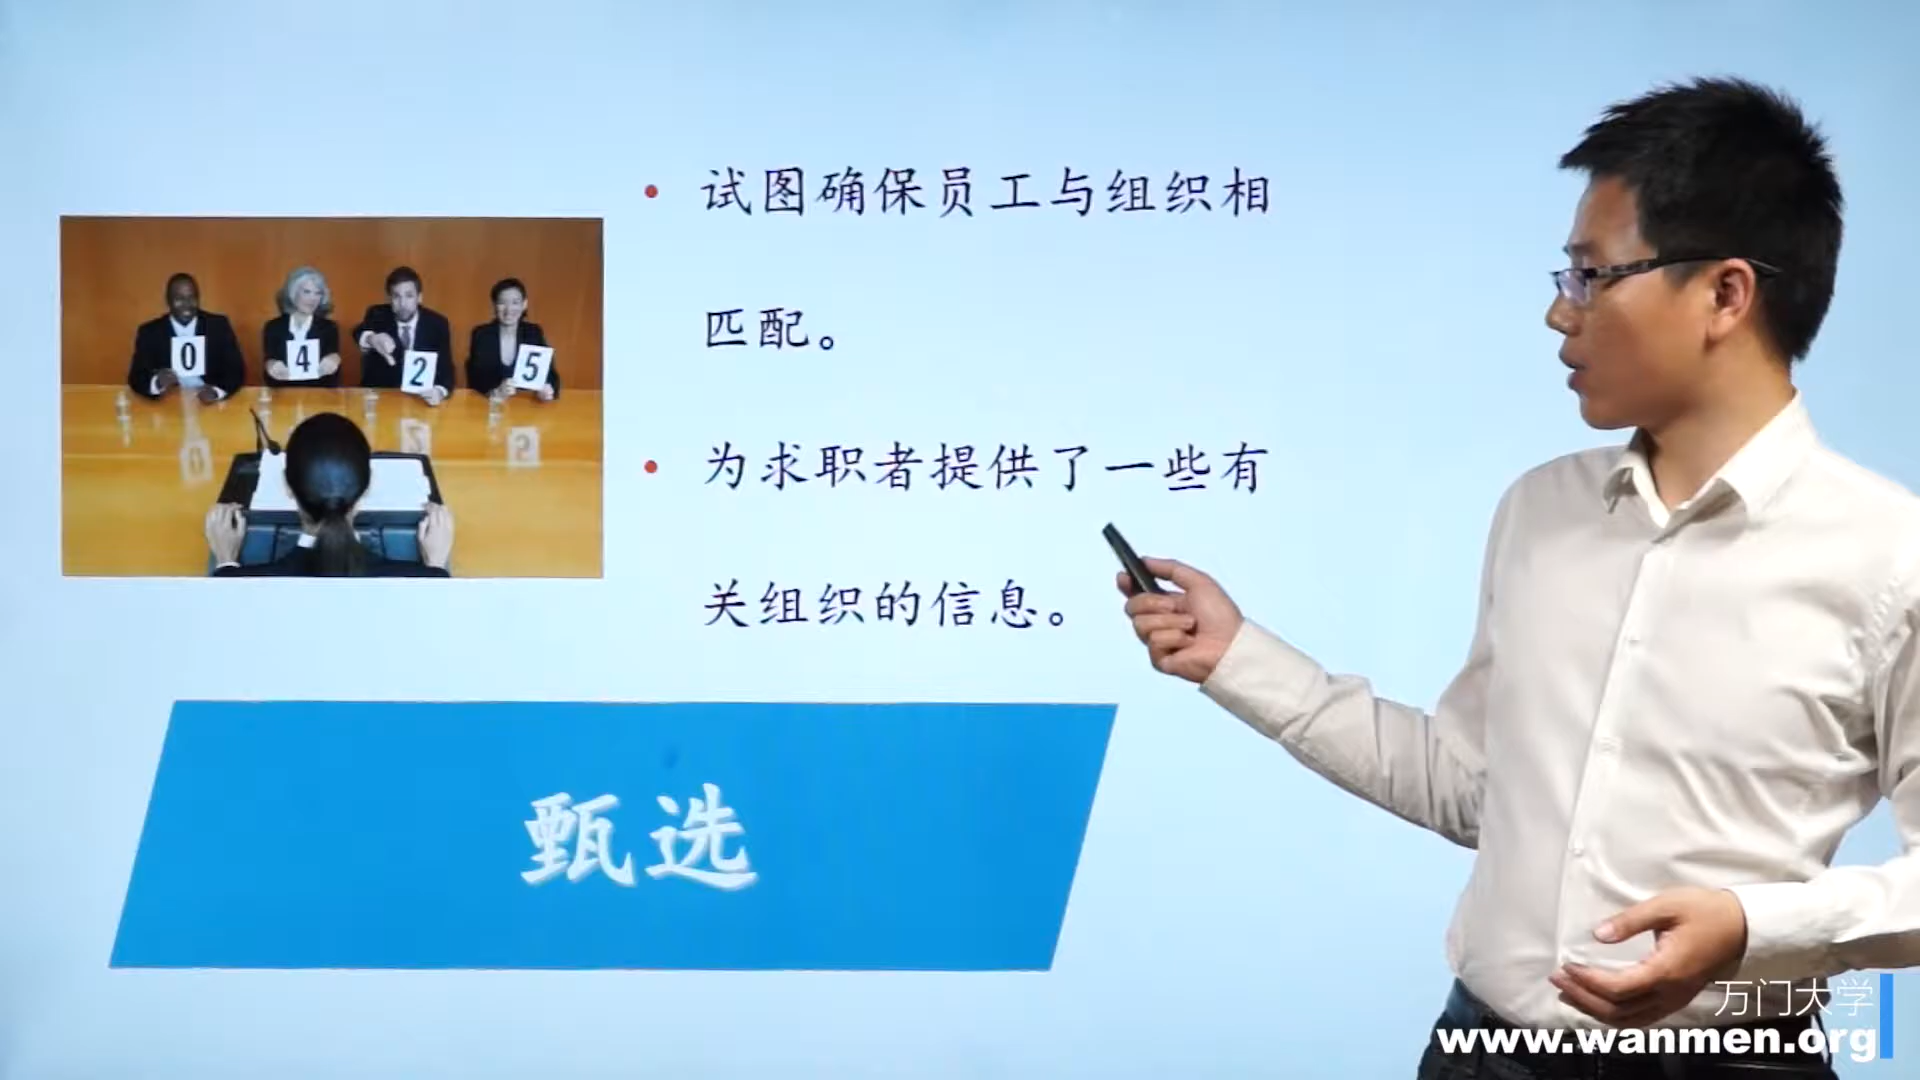 试图确保员工与组织相
匹配。
为求职者提供了一些有
关组织的信息。
0
4
2
5
甄选
万门大学
www.wanmen.org